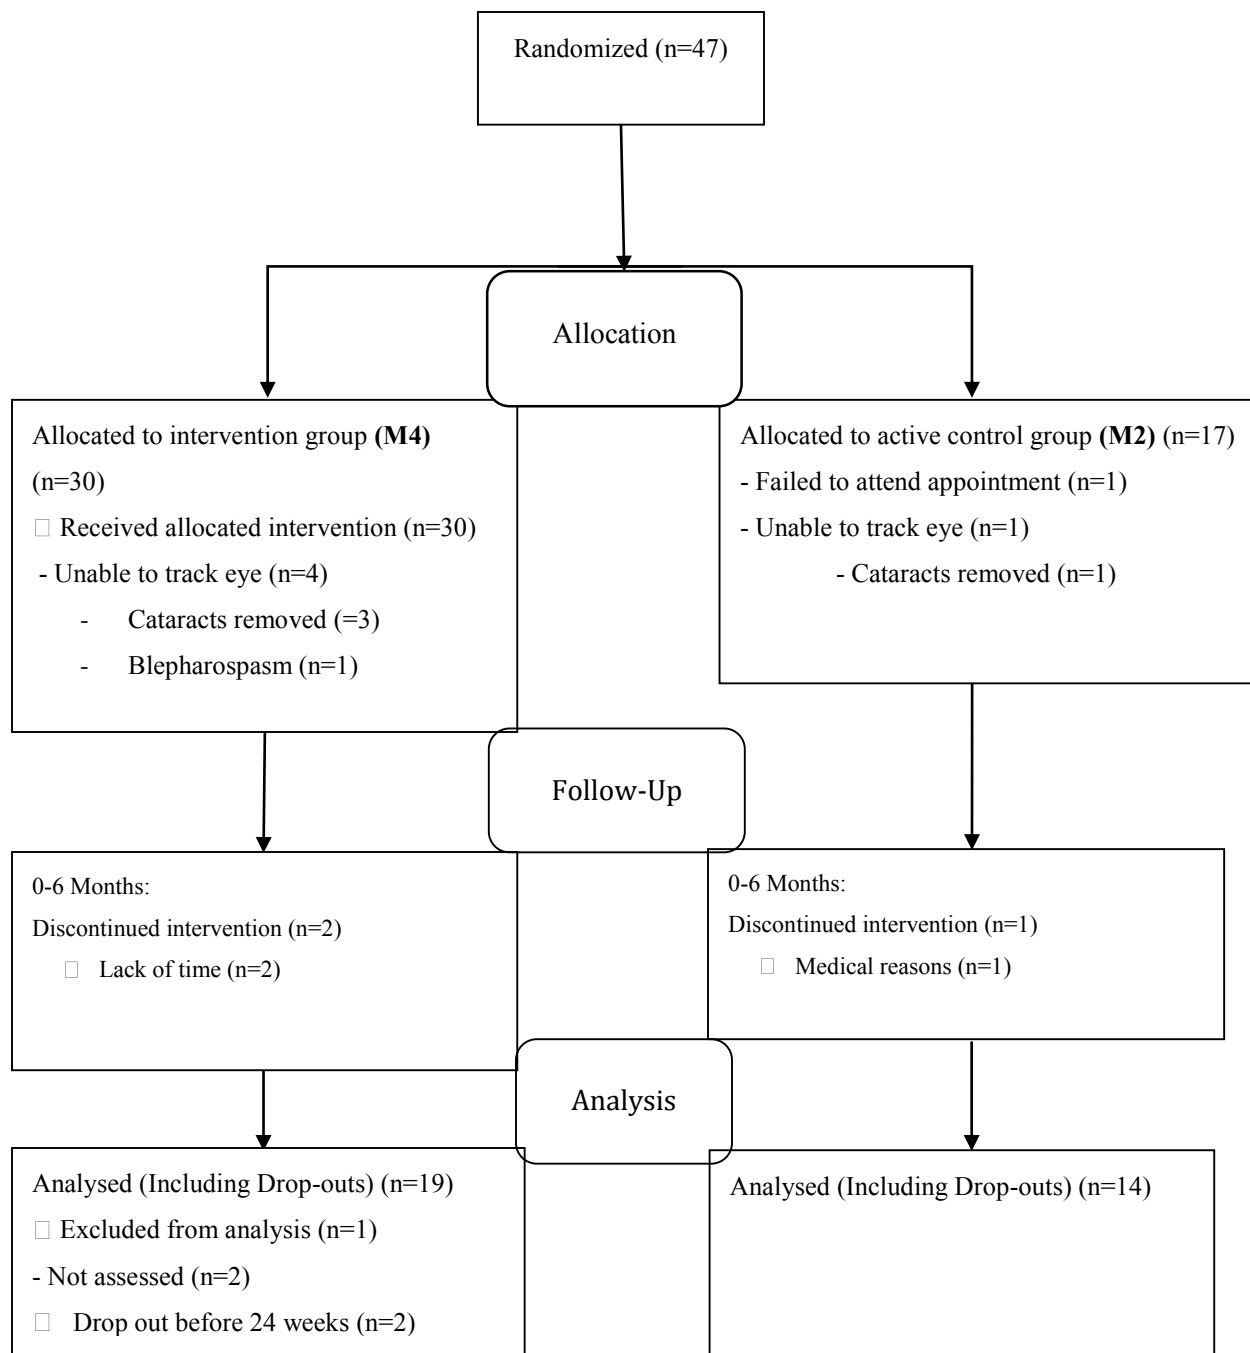 Randomized (n=47)
Allocation
Allocated to intervention group (M4)
(n=30)
□ Received allocated intervention (n=30)
- Unable to track eye (n=4)
- Cataracts removed (=3)
- Blepharospasm (n=1)
Allocated to active control group (M2) (n=17)
- Failed to attend appointment (n=1)
- Unable to track eye (n=1)
- Cataracts removed (n=1)
Follow-Up
0-6 Months:
Discontinued intervention (n=2)
□ Lack of time (n=2)
0-6 Months:
Discontinued intervention (n=1)
□ Medical reasons (n=1)
Analysis
Analysed (Including Drop-outs) (n=19)
□ Excluded from analysis (n=1)
- Not assessed (n=2)
□ Drop out before 24 weeks (n=2)
Analysed (Including Drop-outs) (n=14)